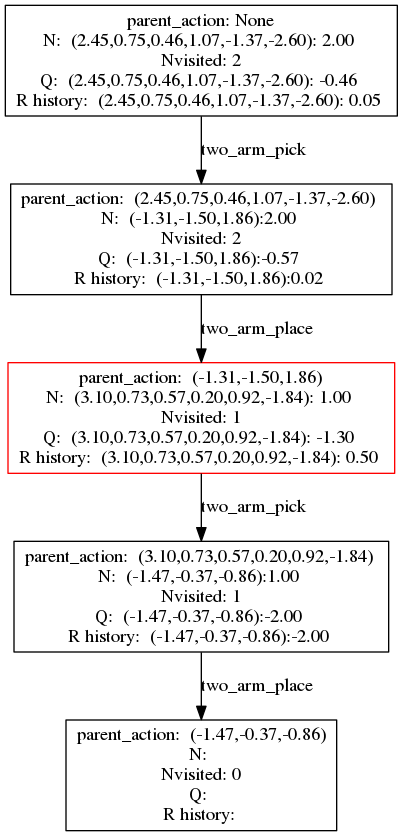 parent_action: None
N: (2.45,0.75,0.46,1.07,-1.37,-2.60): 2.00
Nvisited: 2
Q: (2.45,0.75,0.46,1.07,-1.37,-2.60): -0.46
R history: (2.45,0.75,0.46,1.07,-1.37,-2.60): 0.05
two_arm_pick
parent_action: (2.45,0.75,0.46,1.07,-1.37,-2.60)
N: (-1.31,-1.50,1.86):2.00
Nvisited: 2
Q: (-1.31,-1.50,1.86):-0.57
R history: (-1.31,-1.50,1.86):0.02
two_arm_place
parent_action: (-1.31,-1.50,1.86)
N: (3.10,0.73,0.57,0.20,0.92,-1.84): 1.00
Nvisited: 1
Q: (3.10,0.73,0.57,0.20,0.92,-1.84): -1.30
R history: (3.10,0.73,0.57,0.20,0.92,-1.84): 0.50
two_arm_pick
parent_action: (3.10,0.73,0.57,0.20,0.92,-1.84)
N: (-1.47,-0.37,-0.86):1.00
Nvisited: 1
Q: (-1.47,-0.37,-0.86):-2.00
R history: (-1.47,-0.37,-0.86):-2.00
two_arm_place
parent_action: (-1.47,-0.37,-0.86)
N:
Nvisited: 0
Q:
R history: